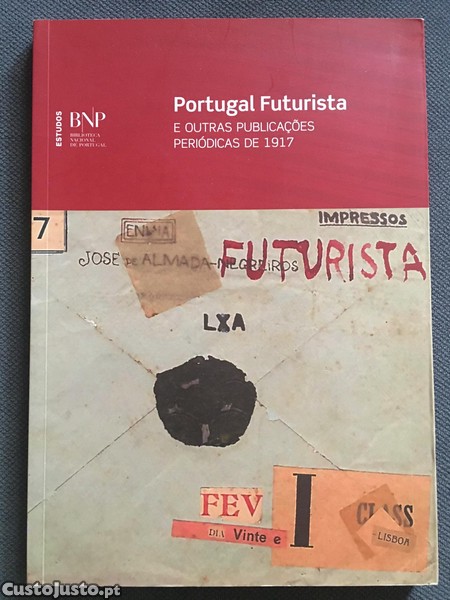 ESTUDOS
BNP
BIBLIOTECA
NACIONAL
DE PORTUGAL
Portugal Futurista
E OUTRAS PUBLICAÇÕES
PERIÓDICAS DE 1917
7
IMPRESSOS
ENVIA
JOSÉ DE ALMADA-NEGREIROS
FUTURISTA
LXA
FEV
I
CLASS
DIA Vinte e
-LISBOA
CustoJusto.pt